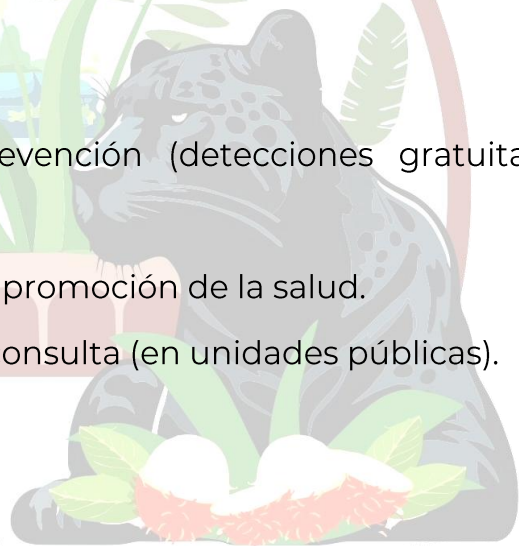 evención (detecciones gratuita
promoción de la salud.
onsulta (en unidades públicas).